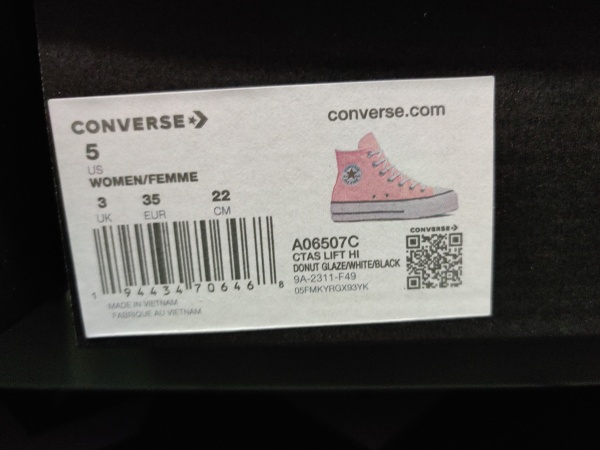 CONVERSE
converse.com
5
US
WOMEN/FEMME
3 35 22
UK EUR CM
1 94434 70646 8
MADE IN VIETNAM
FABRIQUE AU VIETNAM
A06507C
CTAS LIFT HI
DONUT GLAZE/WHITE/BLACK
9A-2311-F49
05FMKYRGX93YK
CONVERSE